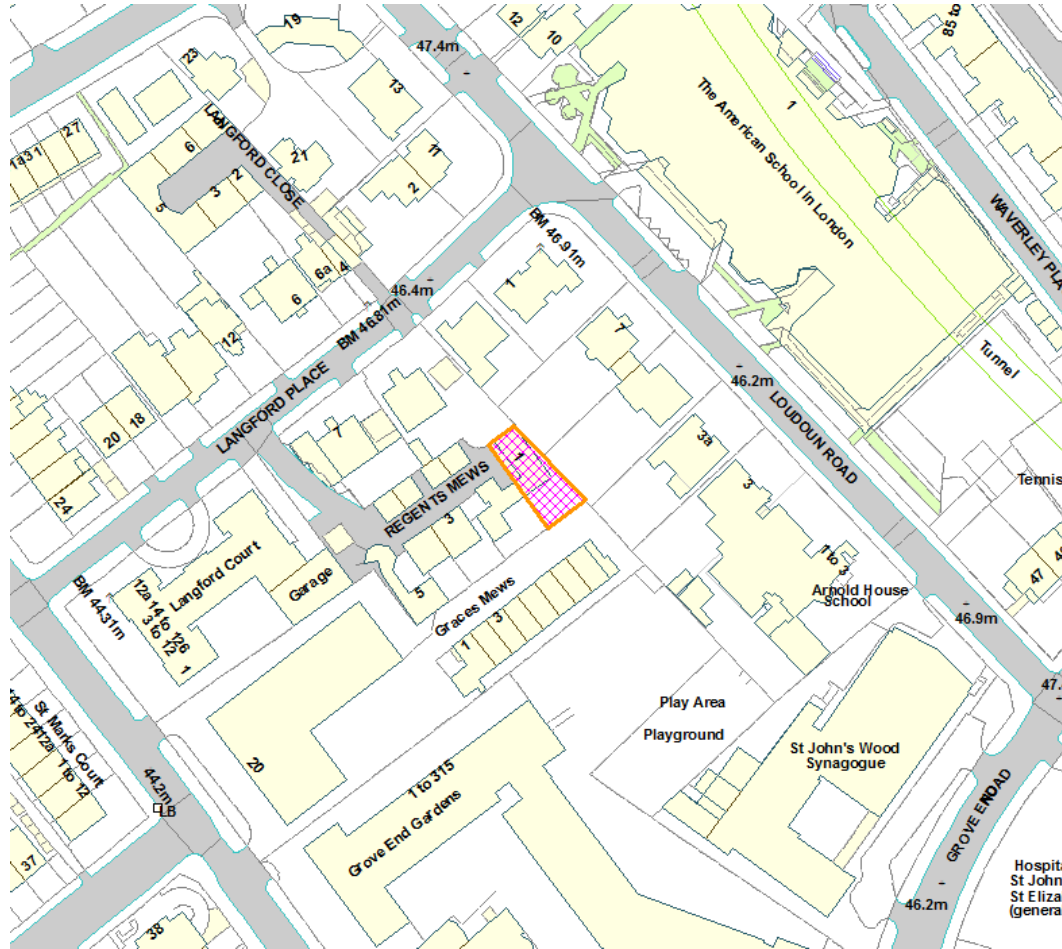 19
47.4m
12
10
85 to
23
13
The American School in London
1
LANGFORD CLOSE
27
6
21
11
2
2
3
5
WAVERLEY PLA
BM 46.91m
6a
4
6
46.4m
1
BM 46.81m
12
7
Tunnel
46.2m
LANGFORD PLACE
LOUDOUN ROAD
20
18
7
1
3a
24
REGENTS MEWS
3
3
Tennis
Langford Court
Garage
5
Graces Mews
3
1
1 to 3
Arnold House
School
47
46.9m
BM 44.31m
1
47.
Play Area
Playground
St John's Wood
Synagogue
St Marks Court
1 to 12
44.2m
LB
20
1 to 315
Grove End Gardens
37
38
46.2m
Hospita
St John
St Eliza
(genera